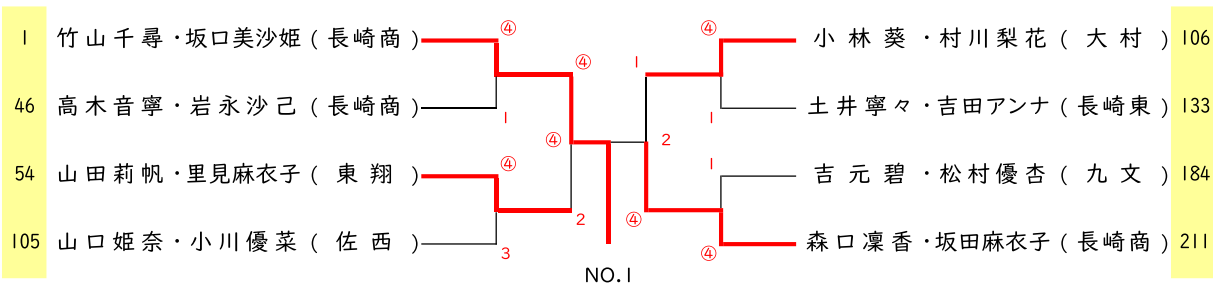 ④ ④
1 竹山千尋・坂口美沙姫(長崎商) 小林葵・村川梨花(大村) 106
④ 1
46 高木音寧・岩永沙己(長崎商) 土井寧々・吉田アンナ(長崎東) 133
1 1
④ 2
④ 1
54 山田莉帆・里見麻衣子(東翔) 吉元碧・松村優杏(九文) 184
2 ④
105 山口姫奈・小川優菜(佐西) 森口凜香・坂田麻衣子(長崎商) 211
3 ④
NO.1